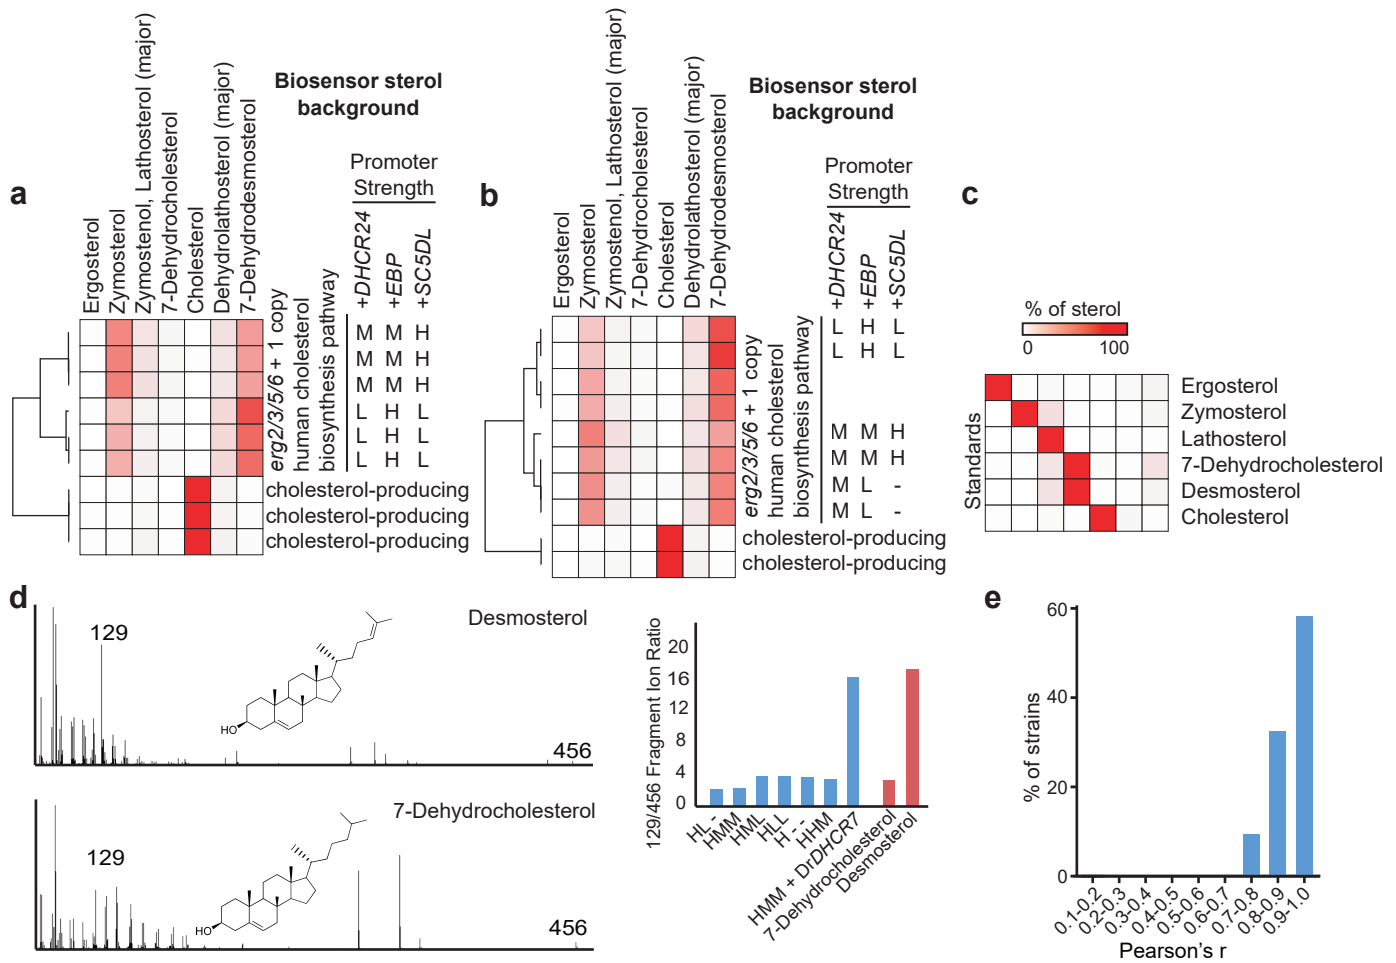 a
Biosensor sterol
background
Promoter
Strength
Ergosterol
Zymosterol
Zymostenol, Lathosterol (major)
7-Dehydrocholesterol
Cholesterol
Dehydrolathosterol (major)
7-Dehydrodesmosterol
+DHCR24
+EBP
+SC5DL
erg2/3/5/6 + 1 copy
human cholesterol
biosynthesis pathway
M M H
M M H
M M H
L H L
L H L
L H L
cholesterol-producing
cholesterol-producing
cholesterol-producing
b
Biosensor sterol
background
Promoter
Strength
Ergosterol
Zymosterol
Zymostenol, Lathosterol (major)
7-Dehydrocholesterol
Cholesterol
Dehydrolathosterol (major)
7-Dehydrodesmosterol
+DHCR24
+EBP
+SC5DL
erg2/3/5/6 + 1 copy
human cholesterol
biosynthesis pathway
L H L
L H L
M M H
M M H
M L -
M L -
cholesterol-producing
cholesterol-producing
c
% of sterol
0 100
Standards
Ergosterol
Zymosterol
Lathosterol
7-Dehydrocholesterol
Desmosterol
Cholesterol
d
Desmosterol
129
456
HO
7-Dehydrocholesterol
129
456
HO
129/456 Fragment Ion Ratio
20
16
12
8
4
0
HL -
HMM
HML
HLL
H - -
HHM
HMM + DrDHCR7
7-Dehydrocholesterol
Desmosterol
e
% of strains
60
40
20
0
0.1-0.2
0.2-0.3
0.3-0.4
0.4-0.5
0.5-0.6
0.6-0.7
0.7-0.8
0.8-0.9
0.9-1.0
Pearson's r